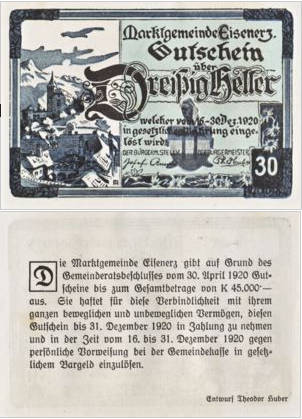 Marktgemeinde Eisenerz.
Gutschein
über
Dreißig Heller
welcher vom 16-30 Dez. 1920
in gesetzlicher Währung einge-
löst wird.
DER BÜRGERMSTELLV.
BÜRGERMEISTER
30
Die Marktgemeinde Eisenerz gibt auf Grund des
Gemeinderatsbeschlusses vom 30. April 1920 Gut-
scheine bis zum Gesamtbetrage von K 45.000·—
aus. Sie haftet für diese Verbindlichkeit mit ihrem
ganzen beweglichen und unbeweglichen Vermögen, diesen
Gutschein bis 31. Dezember 1920 in Zahlung zu nehmen
und in der Zeit vom 16. bis 31. Dezember 1920 gegen
persönliche Vorweisung bei der Gemeindekasse in gesetz-
lichem Bargeld einzulösen.
Entwurf Theodor Huber